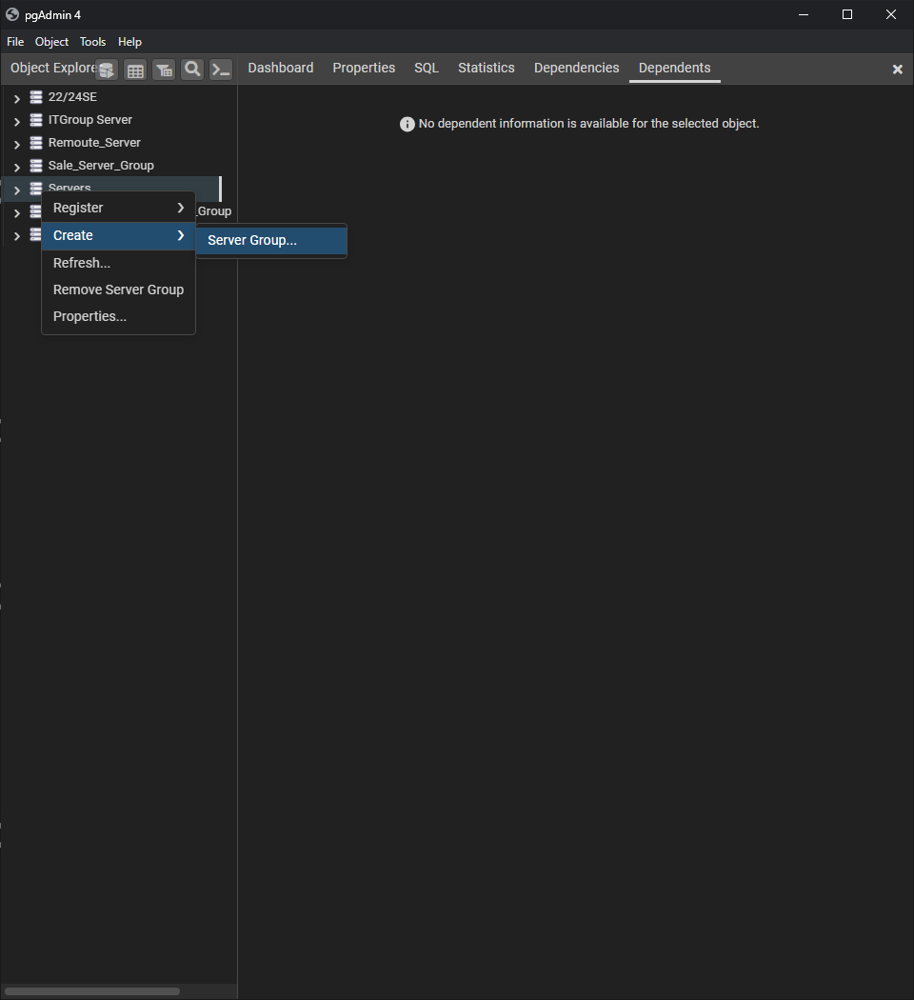 pgAdmin 4
File Object Tools Help
Object Explore
Dashboard Properties SQL Statistics Dependencies Dependents
No dependent information is available for the selected object.
22/24SE
ITGroup Server
Remoute_Server
Sale_Server_Group
Servers
_Group
Register
Create
Server Group...
Refresh...
Remove Server Group
Properties...